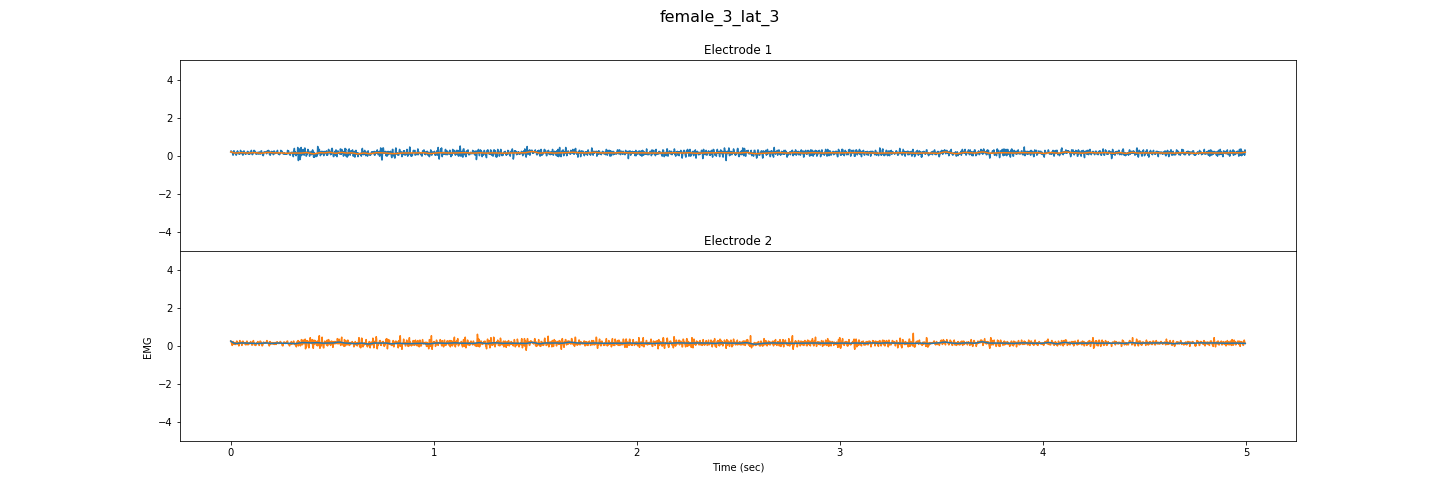 female_3_lat_3
Electrode 1
4
2
0
−2
−4
Electrode 2
4
2
0
−2
−4
EMG
0 1 2 3 4 5
Time (sec)